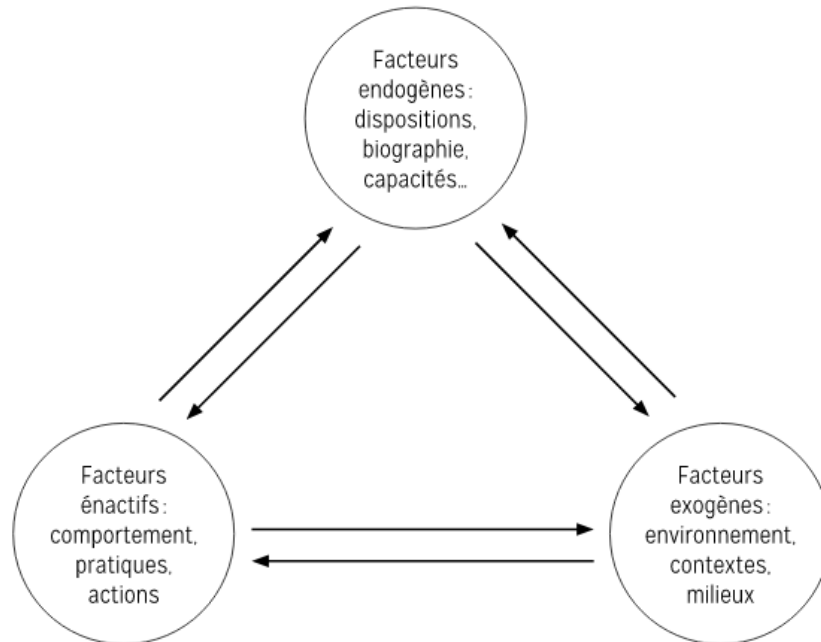 Facteurs
endogènes :
dispositions,
biographie,
capacités…
Facteurs
énactifs :
comportement,
pratiques,
actions
Facteurs
exogènes :
environnement,
contextes,
milieux